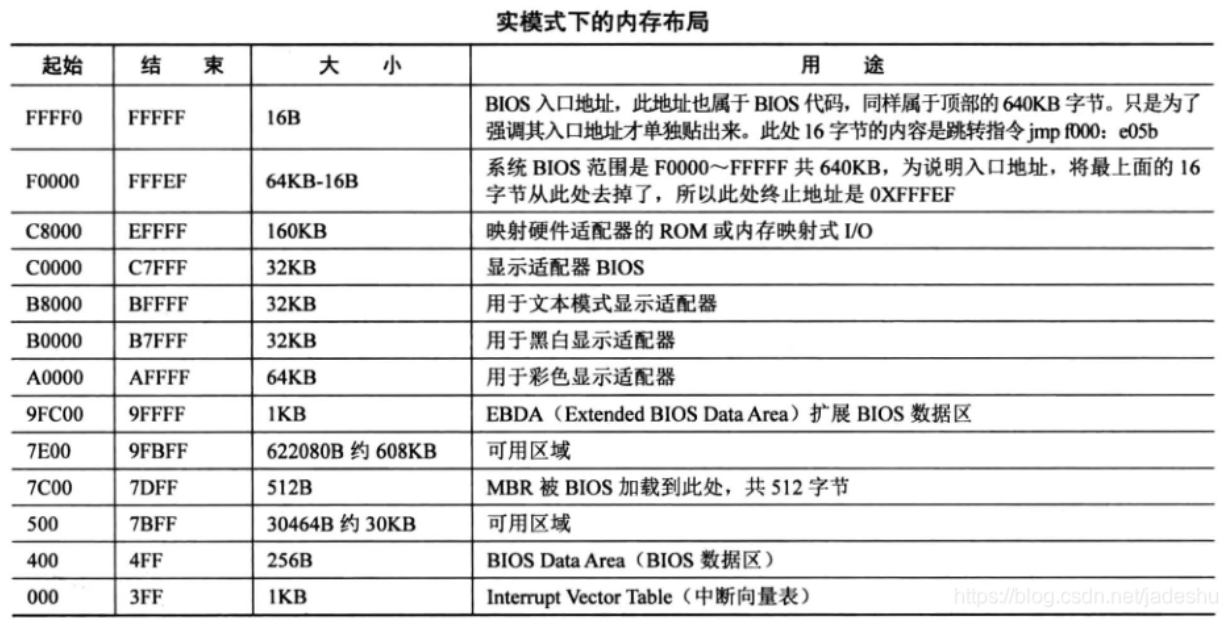 实模式下的内存布局
起始 结 束 大 小 用 途
FFFF0 FFFFF 16B BIOS 入口地址，此地址也属于 BIOS 代码，同样属于顶部的 640KB 字节。只是为了
强调其入口地址才单独贴出来。此处 16 字节的内容是跳转指令 jmp f000：e05b
F0000 FFFEF 64KB-16B 系统 BIOS 范围是 F0000～FFFFF 共 640KB，为说明入口地址，将最上面的 16
字节从此处去掉了，所以此处终止地址是 0XFFFEF
C8000 EFFFF 160KB 映射硬件适配器的 ROM 或内存映射式 I/O
C0000 C7FFF 32KB 显示适配器 BIOS
B8000 BFFFF 32KB 用于文本模式显示适配器
B0000 B7FFF 32KB 用于黑白显示适配器
A0000 AFFFF 64KB 用于彩色显示适配器
9FC00 9FFFF 1KB EBDA（Extended BIOS Data Area）扩展 BIOS 数据区
7E00 9FBFF 622080B 约 608KB 可用区域
7C00 7DFF 512B MBR 被 BIOS 加载到此处，共 512 字节
500 7BFF 30464B 约 30KB 可用区域
400 4FF 256B BIOS Data Area（BIOS 数据区）
000 3FF 1KB Interrupt Vector Table（中断向量表）
https://blog.csdn.net/jadeshu